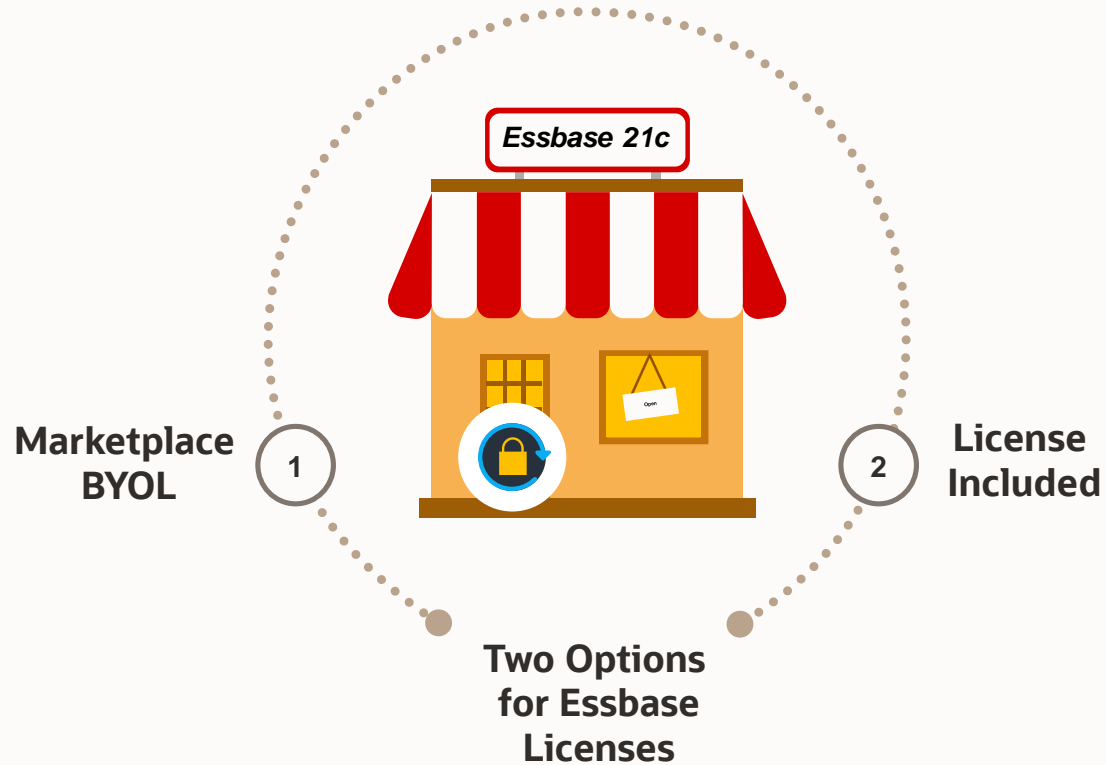 Essbase 21c
Open
Marketplace
BYOL
1
2
License
Included
Two Options
for Essbase
Licenses